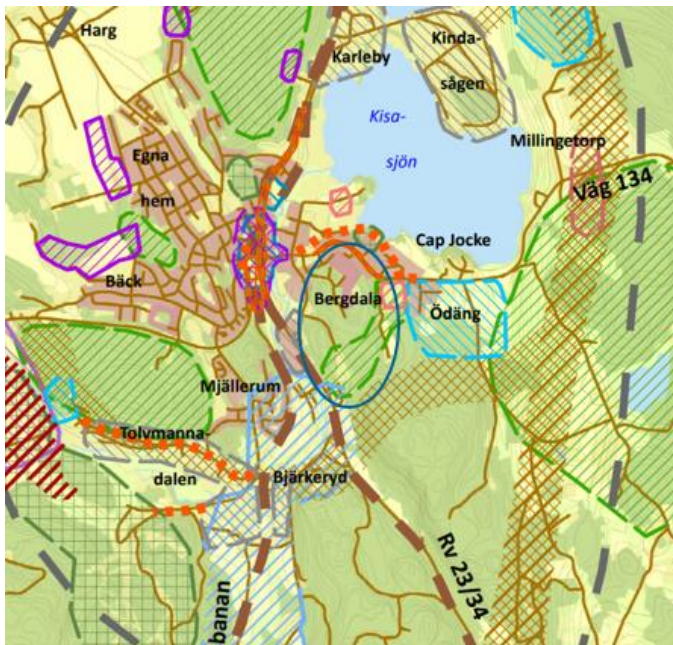 Harg
Karleby
Kinda-
sågen
Kisa-
sjön
Millingetorp
Egna
hem
Väg 134
Cap Jocke
Bäck
Bergdala
Ödäng
Mjällerum
Tolvmanna-
dalen
Bjärkeryd
Rv 23/34
banan